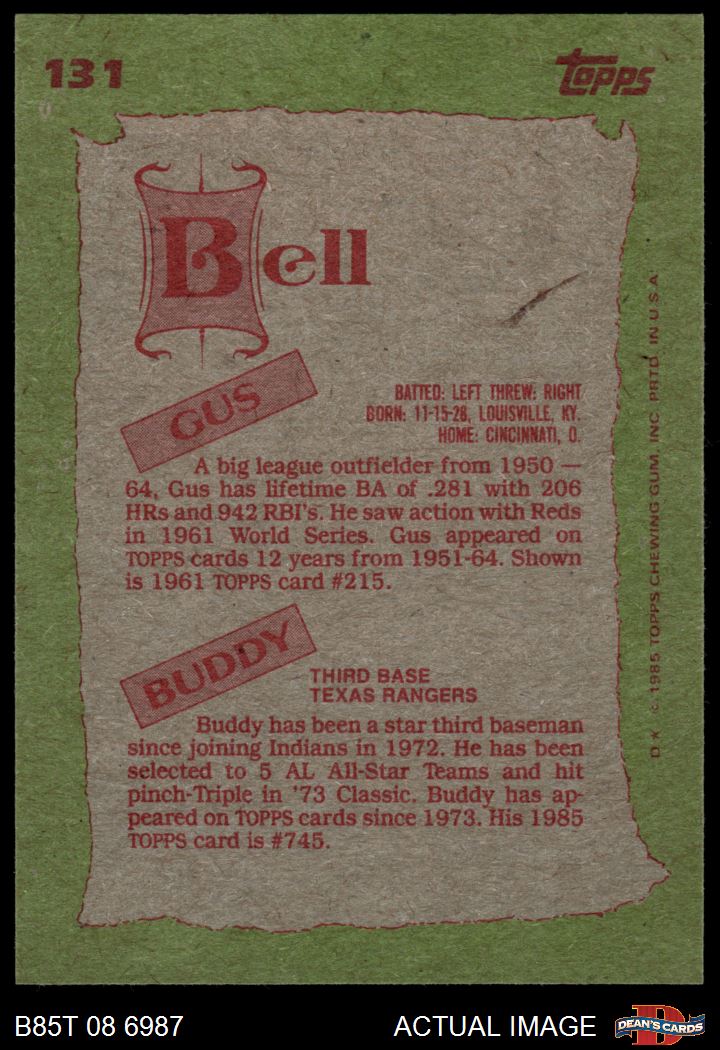 131
Topps
Bell
GUS
BATTED: LEFT THREW: RIGHT
BORN: 11-15-28, LOUISVILLE, KY.
HOME: CINCINNATI, O.
A big league outfielder from 1950 —
64, Gus has lifetime BA of .281 with 206
HRs and 942 RBI's. He saw action with Reds
in 1961 World Series. Gus appeared on
TOPPS cards 12 years from 1951-64. Shown
is 1961 TOPPS card #215.
BUDDY
THIRD BASE
TEXAS RANGERS
Buddy has been a star third baseman
since joining Indians in 1972. He has been
selected to 5 AL All-Star Teams and hit
pinch-Triple in '73 Classic. Buddy has ap-
peared on TOPPS cards since 1973. His 1985
TOPPS card is #745.
D* © 1985 TOPPS CHEWING GUM, INC. PRTD. IN U.S.A.
B85T 08 6987
ACTUAL IMAGE
D
DEAN'S CARDS